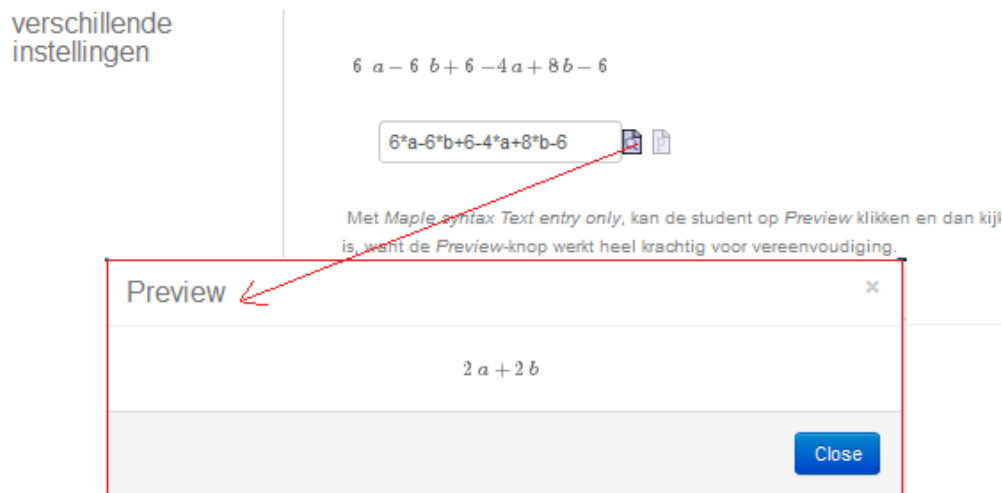 verschillende
instellingen
6 a − 6 b + 6 − 4 a + 8 b − 6
6*a-6*b+6-4*a+8*b-6
Met Maple syntax Text entry only, kan de student op Preview klikken en dan kijk
is, want de Preview-knop werkt heel krachtig voor vereenvoudiging.
Preview ×
2 a + 2 b
Close